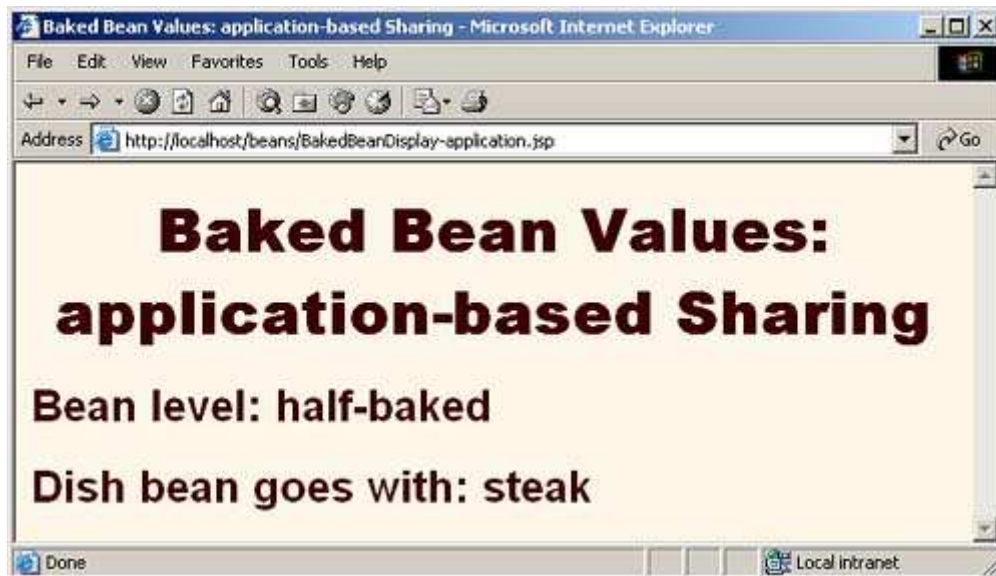 Baked Bean Values: application-based Sharing - Microsoft Internet Explorer
File Edit View Favorites Tools Help
Address http://localhost/beans/BakedBeanDisplay-application.jsp Go
Baked Bean Values:
application-based Sharing
Bean level: half-baked
Dish bean goes with: steak
Done Local intranet